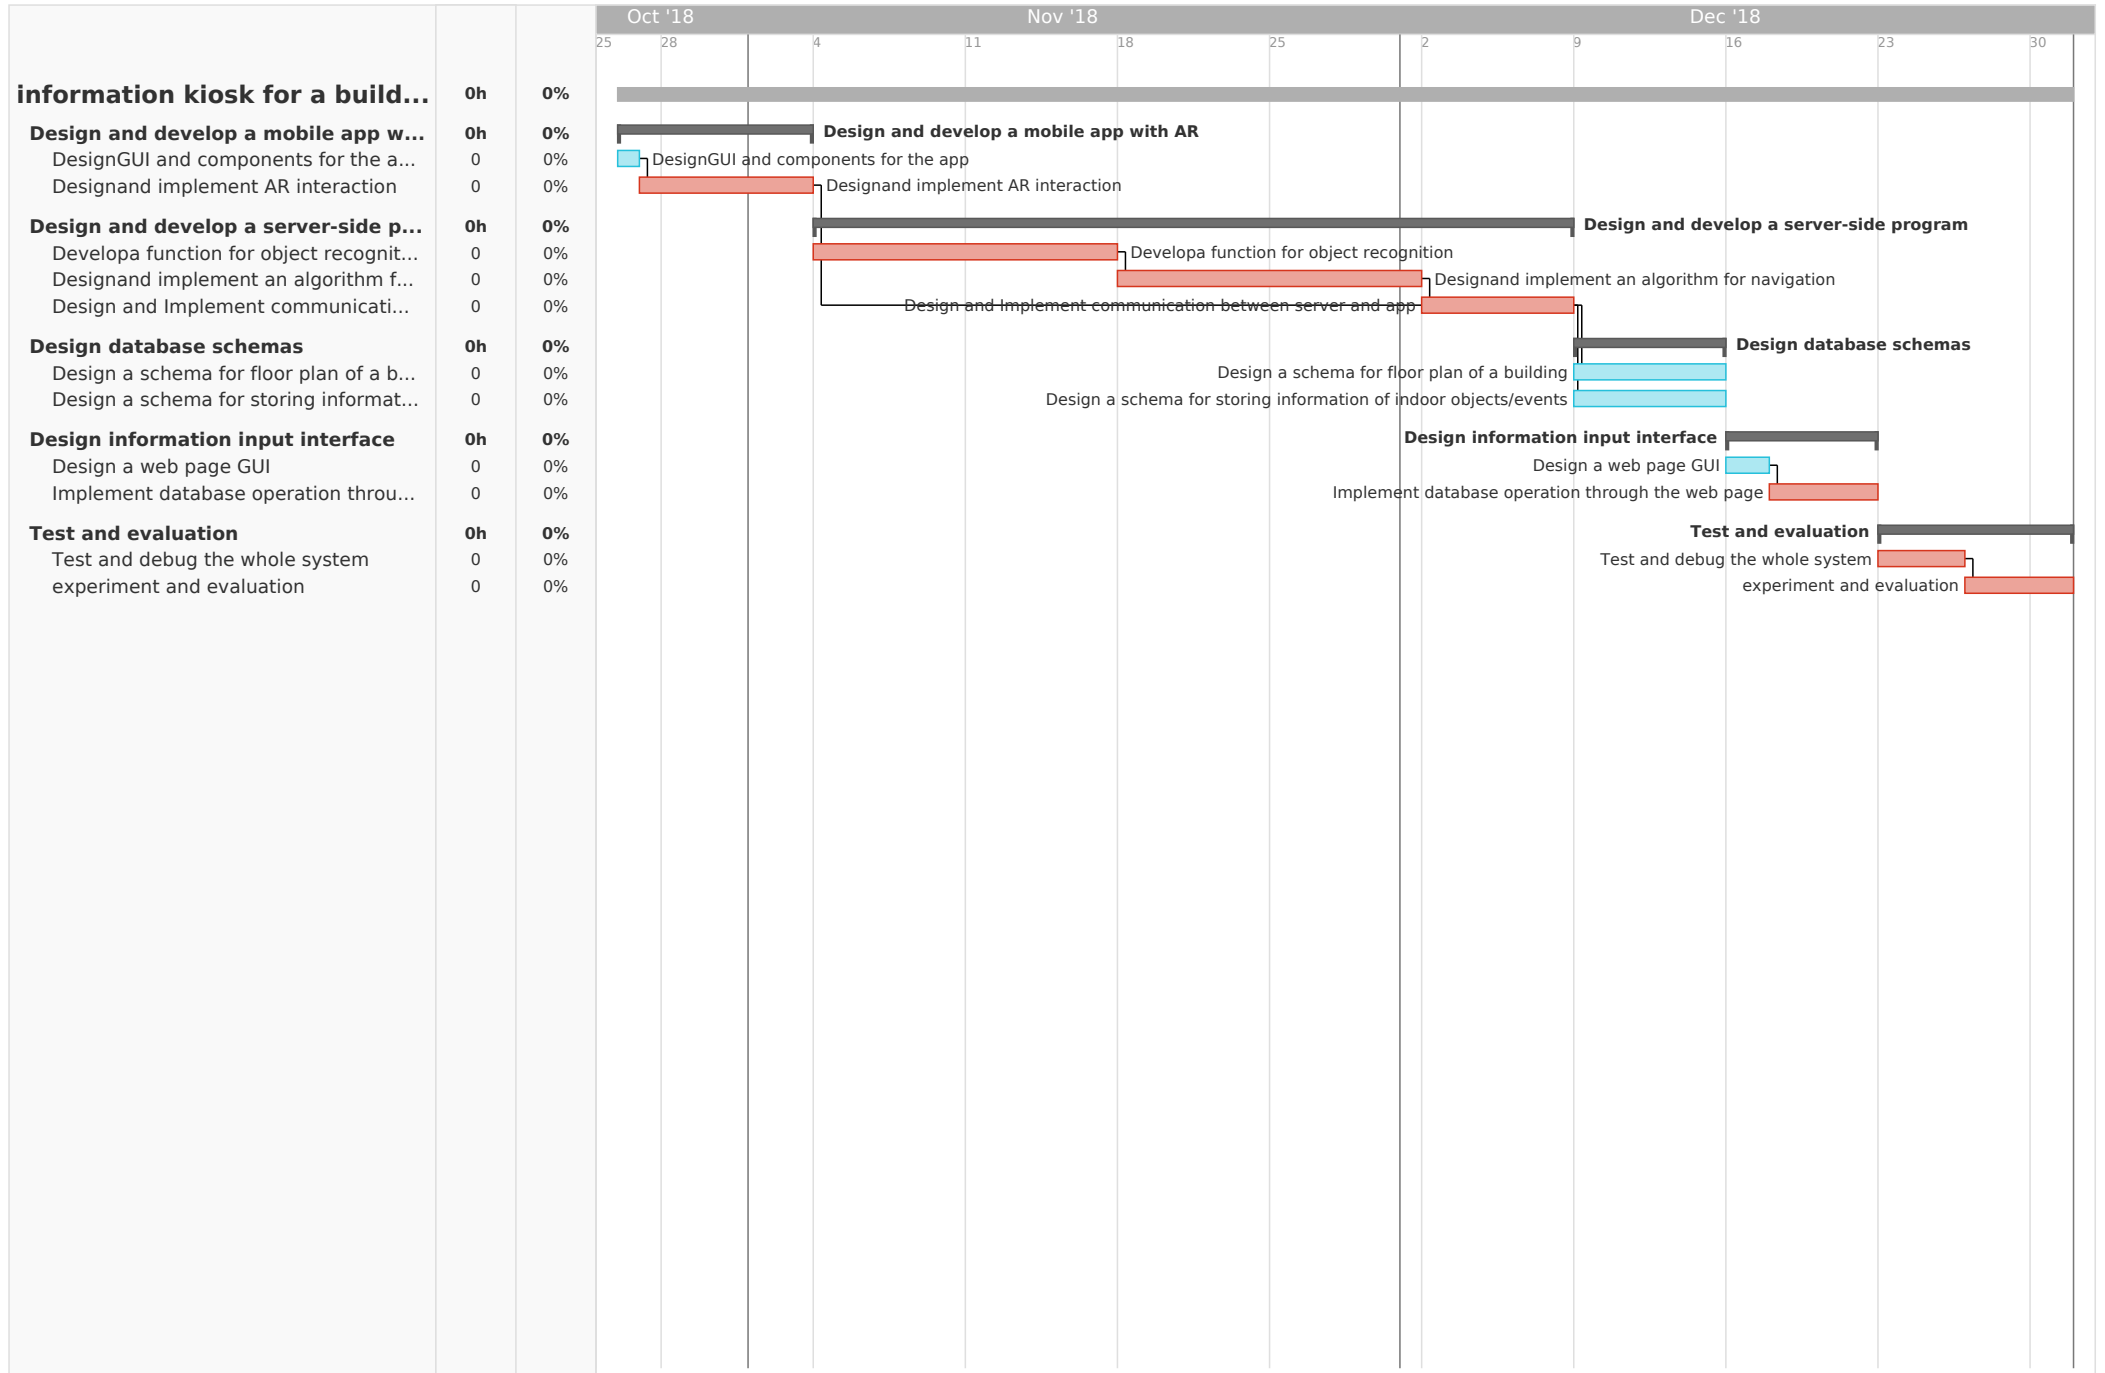 Oct '18 Nov '18 Dec '18
25 28 4 11 18 25 2 9 16 23 30
information kiosk for a build... 0h 0%
Design and develop a mobile app w... 0h 0% Design and develop a mobile app with AR
DesignGUI and components for the a... 0 0% DesignGUI and components for the app
Designand implement AR interaction 0 0% Designand implement AR interaction
Design and develop a server-side p... 0h 0% Design and develop a server-side program
Developa function for object recognit... 0 0% Developa function for object recognition
Designand implement an algorithm f... 0 0% Designand implement an algorithm for navigation
Design and Implement communicati... 0 0% Design and Implement communication between server and app
Design database schemas 0h 0% Design database schemas
Design a schema for floor plan of a b... 0 0% Design a schema for floor plan of a building
Design a schema for storing informat... 0 0% Design a schema for storing information of indoor objects/events
Design information input interface 0h 0% Design information input interface
Design a web page GUI 0 0% Design a web page GUI
Implement database operation throu... 0 0% Implement database operation through the web page
Test and evaluation 0h 0% Test and evaluation
Test and debug the whole system 0 0% Test and debug the whole system
experiment and evaluation 0 0% experiment and evaluation